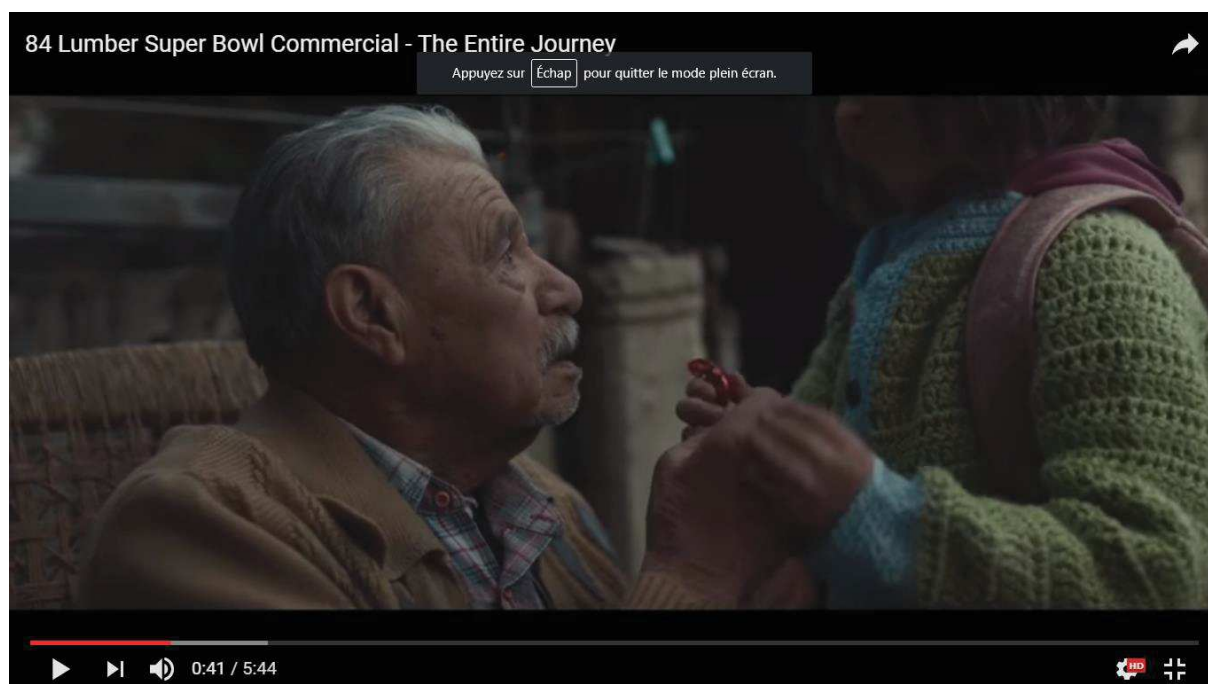 84 Lumber Super Bowl Commercial - The Entire Journey
Appuyez sur Échap pour quitter le mode plein écran.
0:41 / 5:44
HD